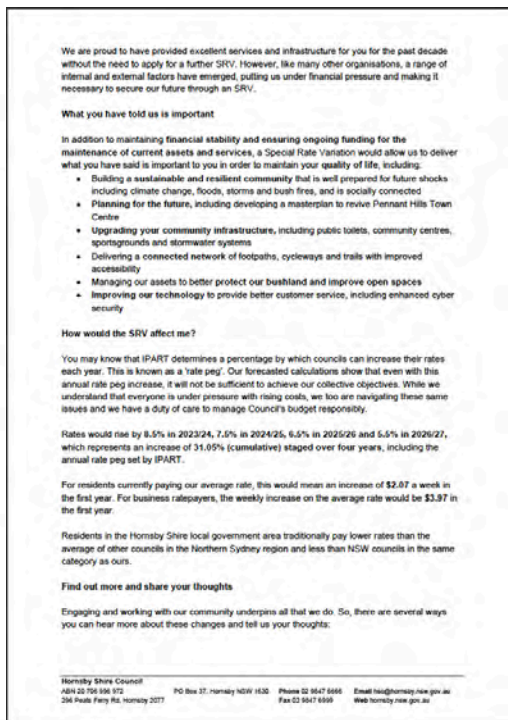 We are proud to have provided excellent services and infrastructure for you for the past decade
without the need to apply for a further SRV. However, like many other organisations, a range of
internal and external factors have emerged, putting us under financial pressure and making it
necessary to secure our future through an SRV.
What you have told us is important
In addition to maintaining financial stability and ensuring ongoing funding for the
maintenance of current assets and services, a Special Rate Variation would allow us to deliver
what you have said is important to you in order to maintain your quality of life, including:
• Building a sustainable and resilient community that is well prepared for future shocks
including climate change, floods, storms and bush fires, and is socially connected
• Planning for the future, including developing a masterplan to revive Pennant Hills Town
Centre
• Upgrading your community infrastructure, including public toilets, community centres,
sportsgrounds and stormwater systems
• Delivering a connected network of footpaths, cycleways and trails with improved
accessibility
• Managing our assets to better protect our bushland and improve open spaces
• Improving our technology to provide better customer service, including enhanced cyber
security
How would the SRV affect me?
You may know that IPART determines a percentage by which councils can increase their rates
each year. This is known as a 'rate peg'. Our forecasted calculations show that even with this
annual rate peg increase, it will not be sufficient to achieve our collective objectives. While we
understand that everyone is under pressure with rising costs, we too are navigating these same
issues and we have a duty of care to manage Council's budget responsibly.
Rates would rise by 8.5% in 2023/24, 7.5% in 2024/25, 6.5% in 2025/26 and 5.5% in 2026/27,
which represents an increase of 31.05% (cumulative) staged over four years, including the
annual rate peg set by IPART.
For residents currently paying our average rate, this would mean an increase of $2.07 a week in
the first year. For business ratepayers, the weekly increase on the average rate would be $3.97 in
the first year.
Residents in the Hornsby Shire local government area traditionally pay lower rates than the
average of other councils in the Northern Sydney region and less than NSW councils in the same
category as ours.
Find out more and share your thoughts
Engaging and working with our community underpins all that we do. So, there are several ways
you can hear more about these changes and tell us your thoughts:
Hornsby Shire Council
ABN 20 706 996 972 PO Box 37, Hornsby NSW 1630 Phone 02 9847 6666 Email hsc@hornsby.nsw.gov.au
296 Peats Ferry Rd, Hornsby 2077 Fax 02 9847 6999 Web hornsby.nsw.gov.au